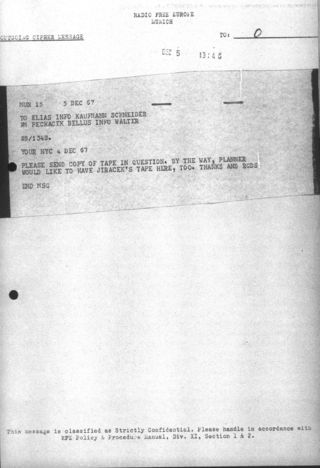 RADIO FREE EUROPE
MUNICH
OUTGOING CIPHER MESSAGE
TO: O
DEC 5 13:46
MUN 15 5 DEC 67
TO ELIAS INFO KAUFMANN SCHNEIDER
FM PECHACEK BELLUS INFO WALTER
YOUR NYC 4 DEC 67
PLEASE SEND COPY OF TAPE IN QUESTION. BY THE WAY, PLANNER
WOULD LIKE TO HAVE JIRACEK'S TAPE HERE, TOO. THANKS AND RGDS
END MSG
This message is classified as Strictly Confidential. Please handle in accordance with
RFE Policy & Procedure Manual, Div. XI, Section 1 & 2.